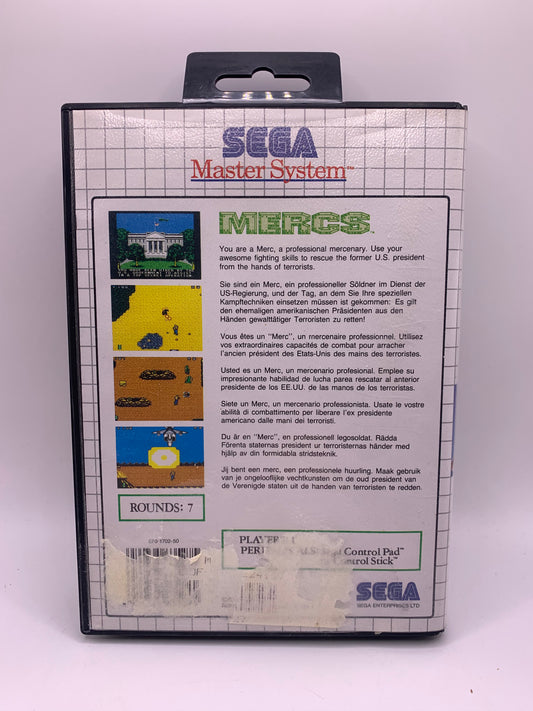 SEGA
Master System™
MERCS™
You are a Merc, a professional mercenary. Use your
awesome fighting skills to rescue the former U.S. president
from the hands of terrorists.
Sie sind ein Merc, ein professioneller Söldner im Dienst der
US-Regierung, und der Tag, an dem Sie Ihre speziellen
Kampftechniken einsetzen müssen ist gekommen: Es gilt
den ehemaligen amerikanischen Präsidenten aus den
Händen gewalttätiger Terroristen zu retten!
Vous êtes un "Merc", un mercenaire professionnel. Utilisez
vos extraordinaires capacités de combat pour arracher
l'ancien président des Etats-Unis des mains des terroristes.
Usted es un Merc, un mercenario profesional. Emplee su
impresionante habilidad de lucha parea rescatar al anterior
presidente de los EE.UU. de las manos de los terroristas.
Siete un Merc, un mercenario professionista. Usate le vostre
abilità di combattimento per liberare l'ex presidente
americano dalle mani dei terroristi.
Du är en "Merc", en professionell legosoldat. Rädda
Förenta staternas president ur terroristernas händer med
hjälp av din formidabla stridsteknik.
Jij bent een merc, een professionele huurling. Maak gebruik
van je ongelooflijke vechtkunsten om de oud president van
de Verenigde staten uit de handen van terroristen te redden.
ROUNDS: 7
PLAYER: 1
Control Pad™
Control Stick™
SEGA
SEGA ENTERPRISES LTD